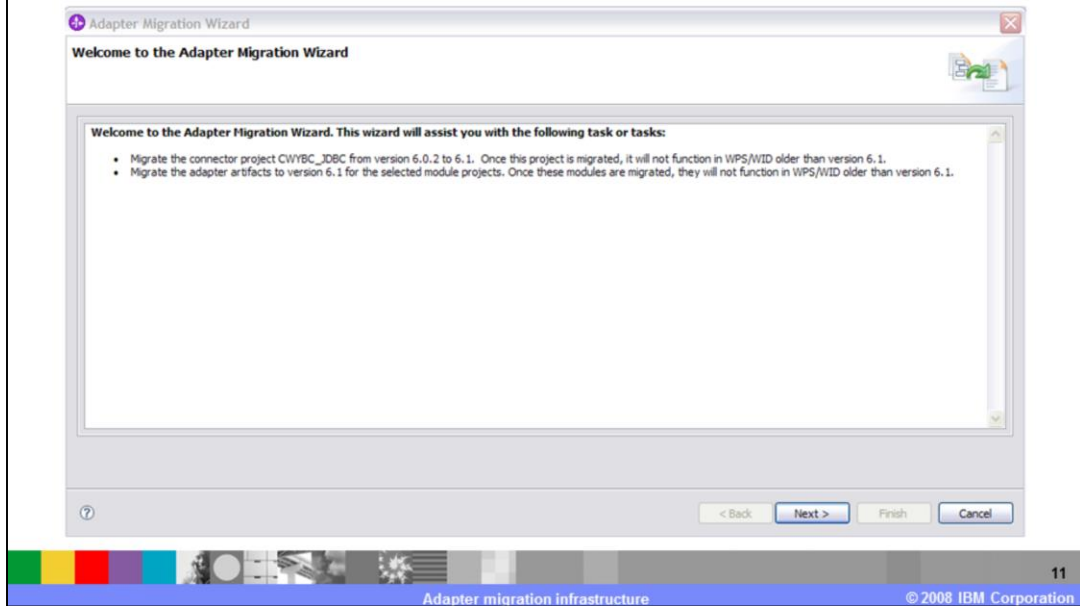 Adapter Migration Wizard
Welcome to the Adapter Migration Wizard
Welcome to the Adapter Migration Wizard. This wizard will assist you with the following task or tasks:
• Migrate the connector project CWYBC_JDBC from version 6.0.2 to 6.1. Once this project is migrated, it will not function in WPS/WID older than version 6.1.
• Migrate the adapter artifacts to version 6.1 for the selected module projects. Once these modules are migrated, they will not function in WPS/WID older than version 6.1.
? < Back Next > Finish Cancel
11
Adapter migration infrastructure © 2008 IBM Corporation